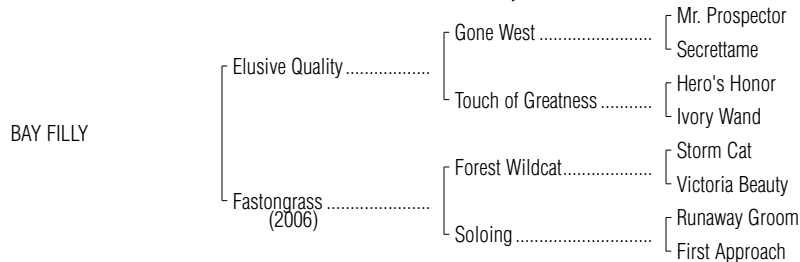 Mr. Prospector
Gone West ........................
Secrettame
Elusive Quality ..................
Hero's Honor
Touch of Greatness ...........
Ivory Wand
BAY FILLY
Storm Cat
Forest Wildcat...................
Victoria Beauty
Fastongrass ......................
(2006)
Runaway Groom
Soloing.............................
First Approach